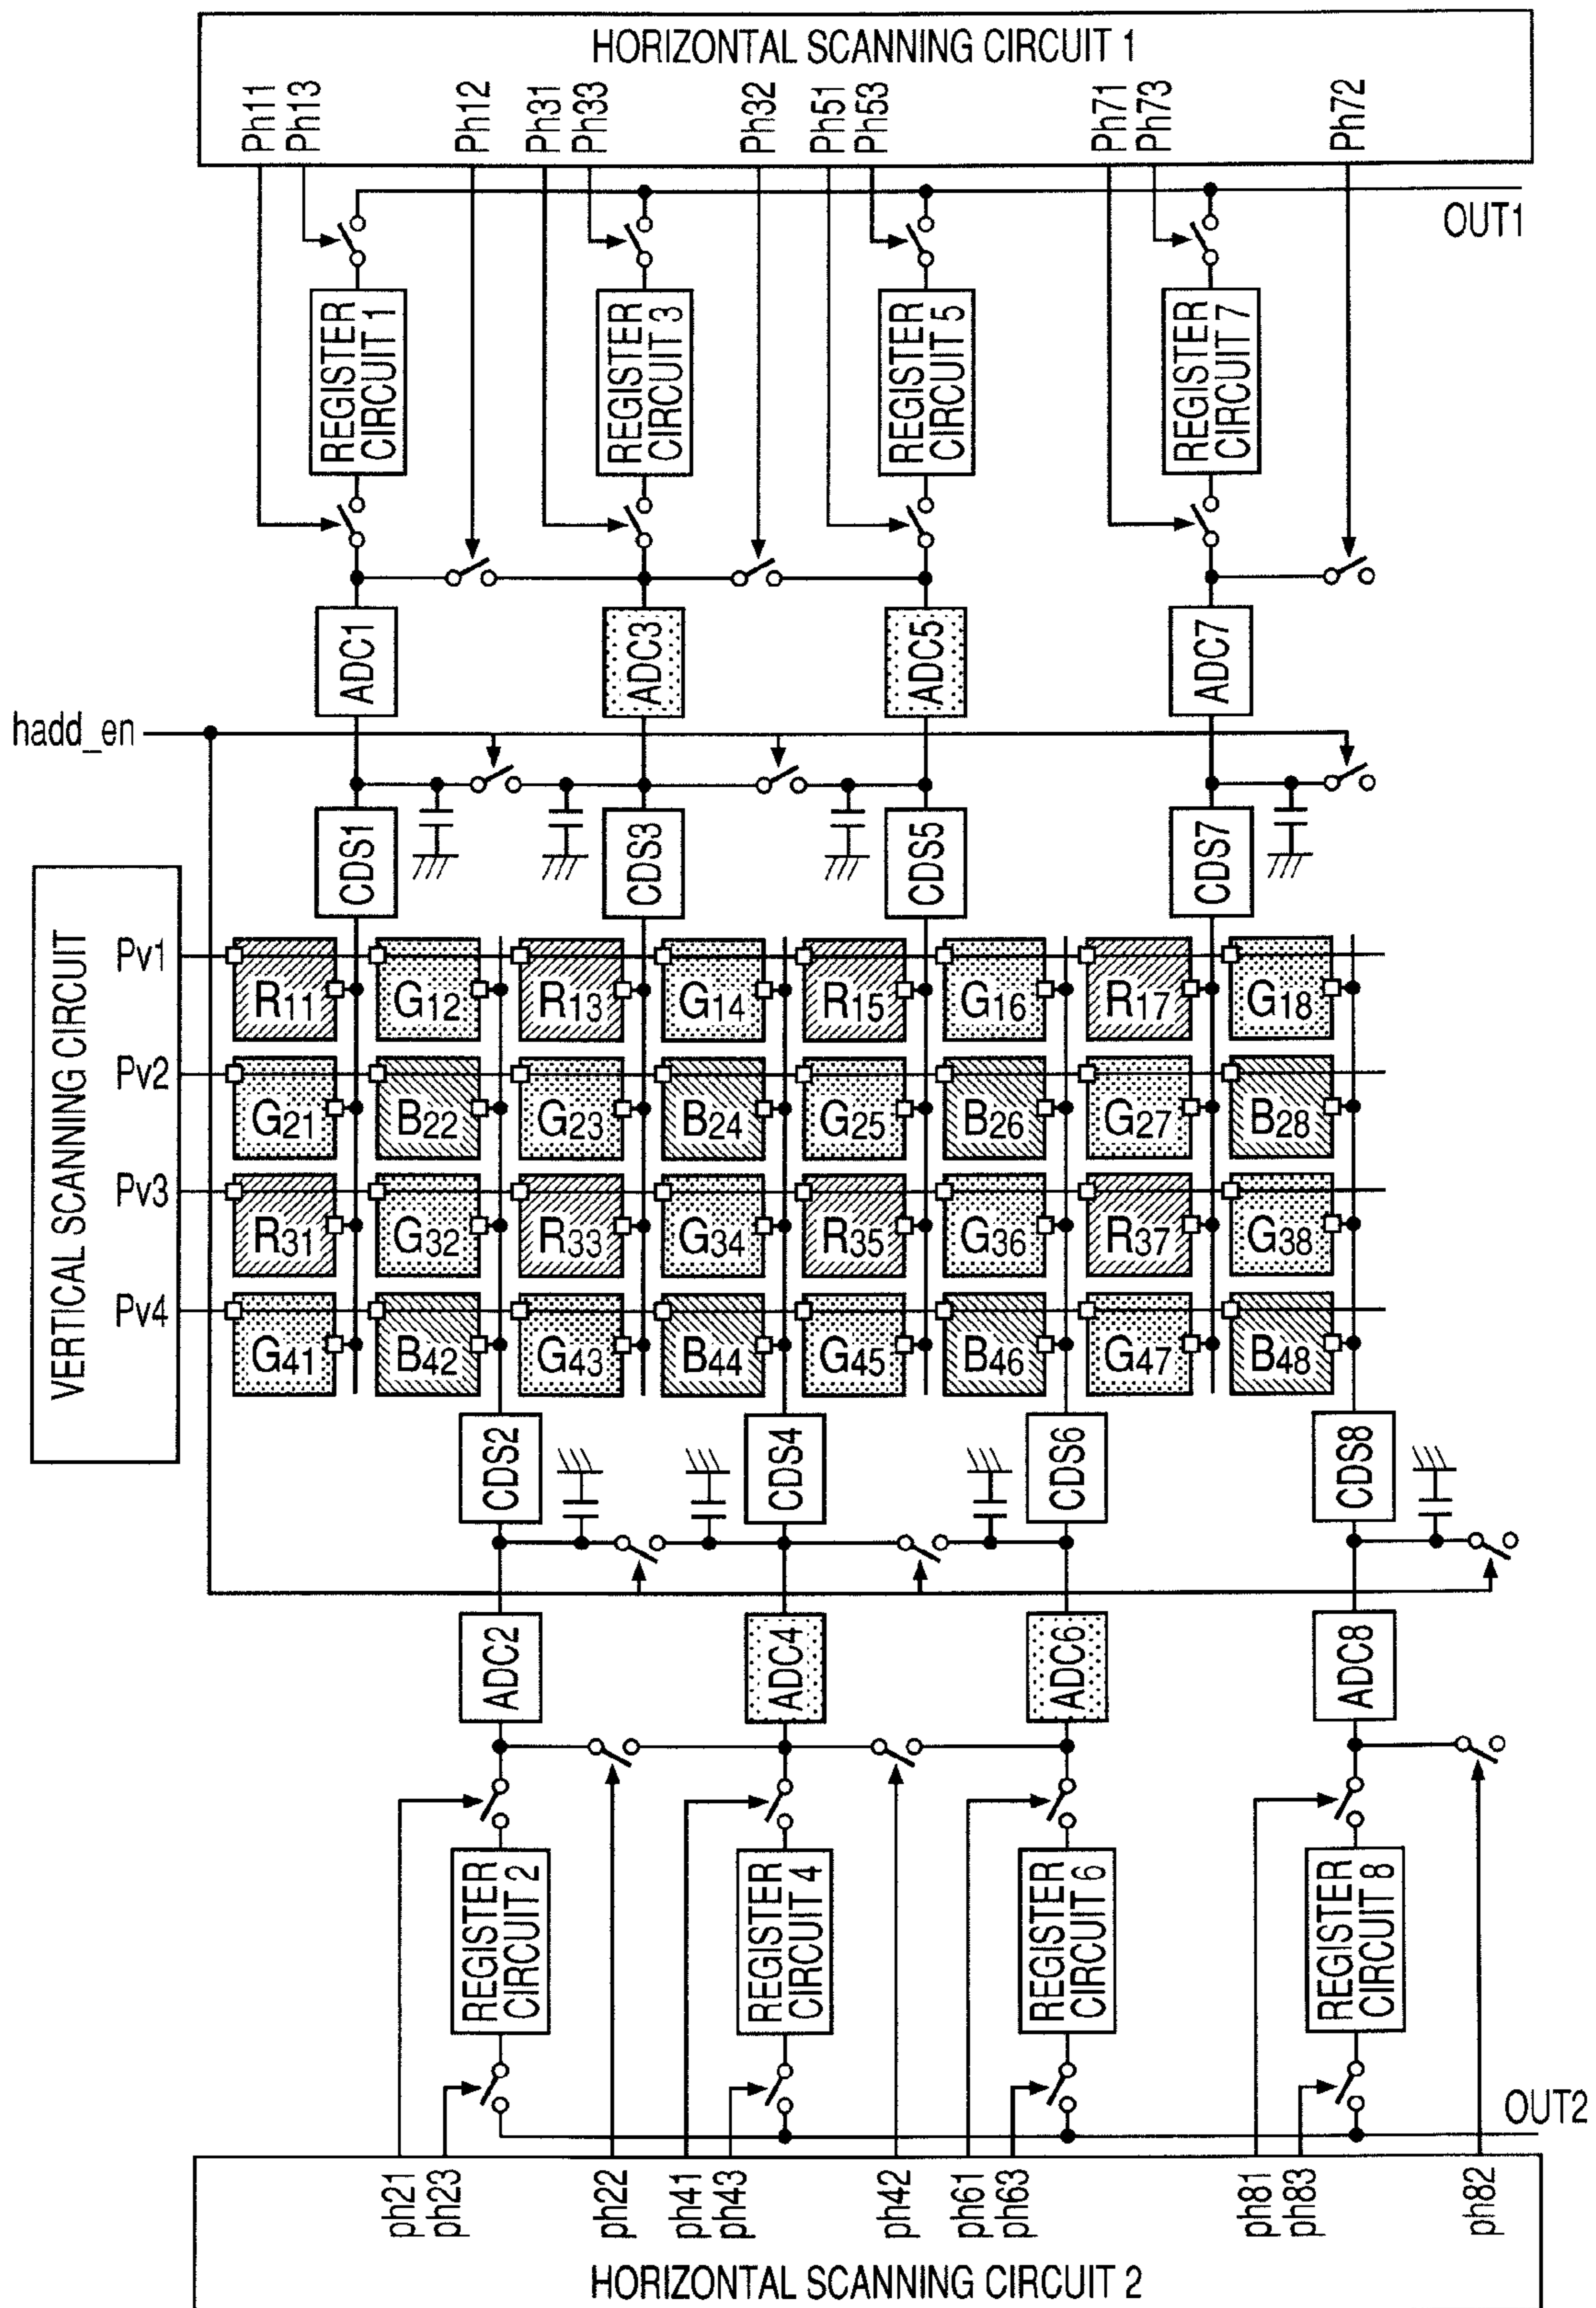 HORIZONTAL SCANNING CIRCUIT 1
Ph11 Ph13 Ph12 Ph31 Ph33 Ph32 Ph51 Ph53 Ph71 Ph73 Ph72
OUT1
REGISTER CIRCUIT 1 REGISTER CIRCUIT 3 REGISTER CIRCUIT 5 REGISTER CIRCUIT 7
ADC1 ADC3 ADC5 ADC7
hadd_en
CDS1 CDS3 CDS5 CDS7
VERTICAL SCANNING CIRCUIT
Pv1 R11 G12 R13 G14 R15 G16 R17 G18
Pv2 G21 B22 G23 B24 G25 B26 G27 B28
Pv3 R31 G32 R33 G34 R35 G36 R37 G38
Pv4 G41 B42 G43 B44 G45 B46 G47 B48
CDS2 CDS4 CDS6 CDS8
ADC2 ADC4 ADC6 ADC8
REGISTER CIRCUIT 2 REGISTER CIRCUIT 4 REGISTER CIRCUIT 6 REGISTER CIRCUIT 8
OUT2
ph21 ph23 ph22 ph41 ph43 ph42 ph61 ph63 ph81 ph83 ph82
HORIZONTAL SCANNING CIRCUIT 2